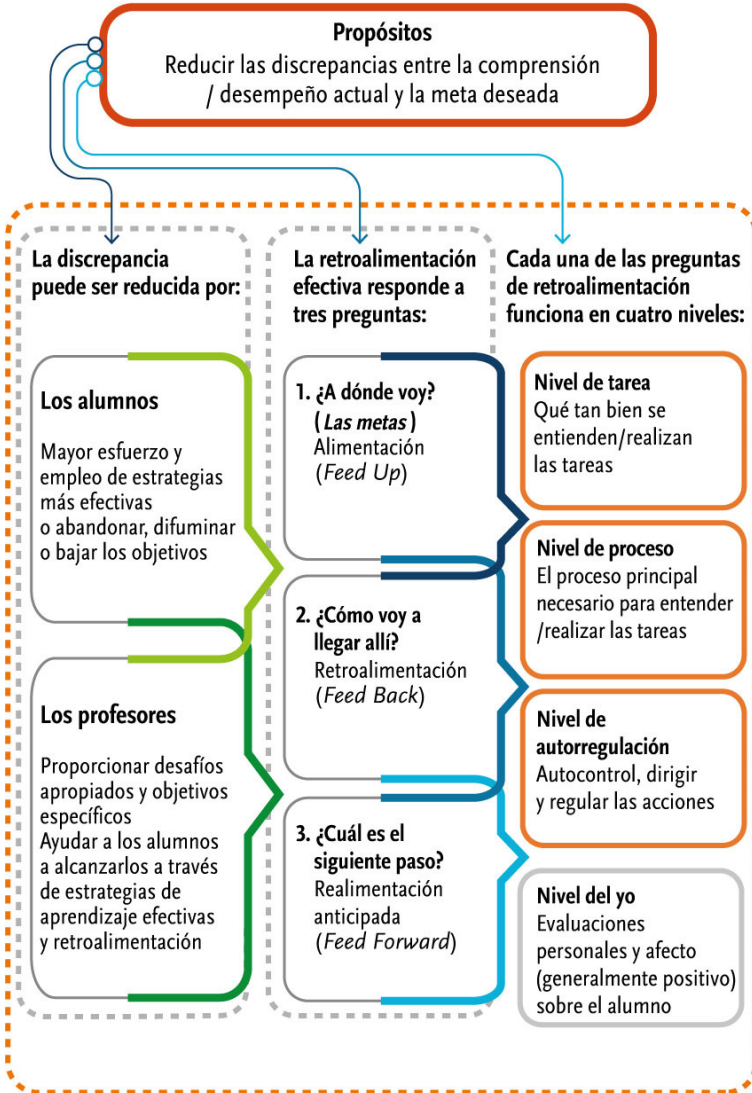 Propósitos
Reducir las discrepancias entre la comprensión
/ desempeño actual y la meta deseada
La discrepancia
puede ser reducida por:
Los alumnos
Mayor esfuerzo y
empleo de estrategias
más efectivas
o abandonar, difuminar
o bajar los objetivos
Los profesores
Proporcionar desafíos
apropiados y objetivos
específicos
Ayudar a los alumnos
a alcanzarlos a través
de estrategias de
aprendizaje efectivas
y retroalimentación
La retroalimentación
efectiva responde a
tres preguntas:
1. ¿A dónde voy?
(Las metas)
Alimentación
(Feed Up)
2. ¿Cómo voy a
llegar allí?
Retroalimentación
(Feed Back)
3. ¿Cuál es el
siguiente paso?
Realimentación
anticipada
(Feed Forward)
Cada una de las preguntas
de retroalimentación
funciona en cuatro niveles:
Nivel de tarea
Qué tan bien se
entienden/realizan
las tareas
Nivel de proceso
El proceso principal
necesario para entender
/realizar las tareas
Nivel de
autorregulación
Autocontrol, dirigir
y regular las acciones
Nivel del yo
Evaluaciones
personales y afecto
(generalmente positivo)
sobre el alumno